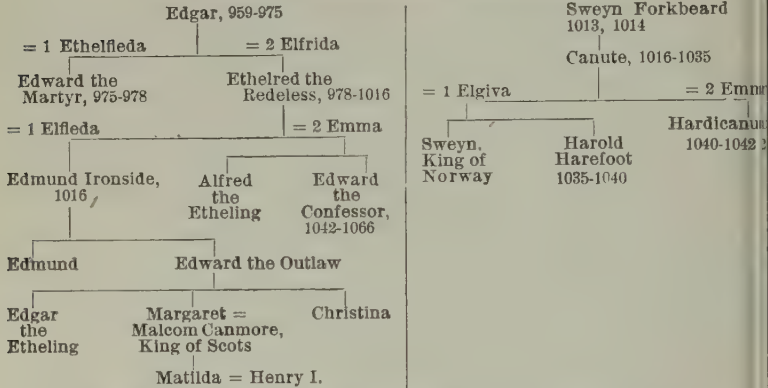 Edgar, 959-975
= 1 Ethelfleda = 2 Elfrida
Edward the Martyr, 975-978
Ethelred the Redeless, 978-1016
= 1 Elfleda = 2 Emma
Edmund Ironside, 1016
Alfred the Etheling
Edward the Confessor, 1042-1066
Edmund Edward the Outlaw
Edgar the Etheling
Margaret =
Malcom Canmore,
King of Scots
Christina
Matilda = Henry I.
Sweyn Forkbeard
1013, 1014
Canute, 1016-1035
= 1 Elgiva = 2
Sweyn.
King of
Norway
Harold
Harefoot
1035-1040
1040-1042